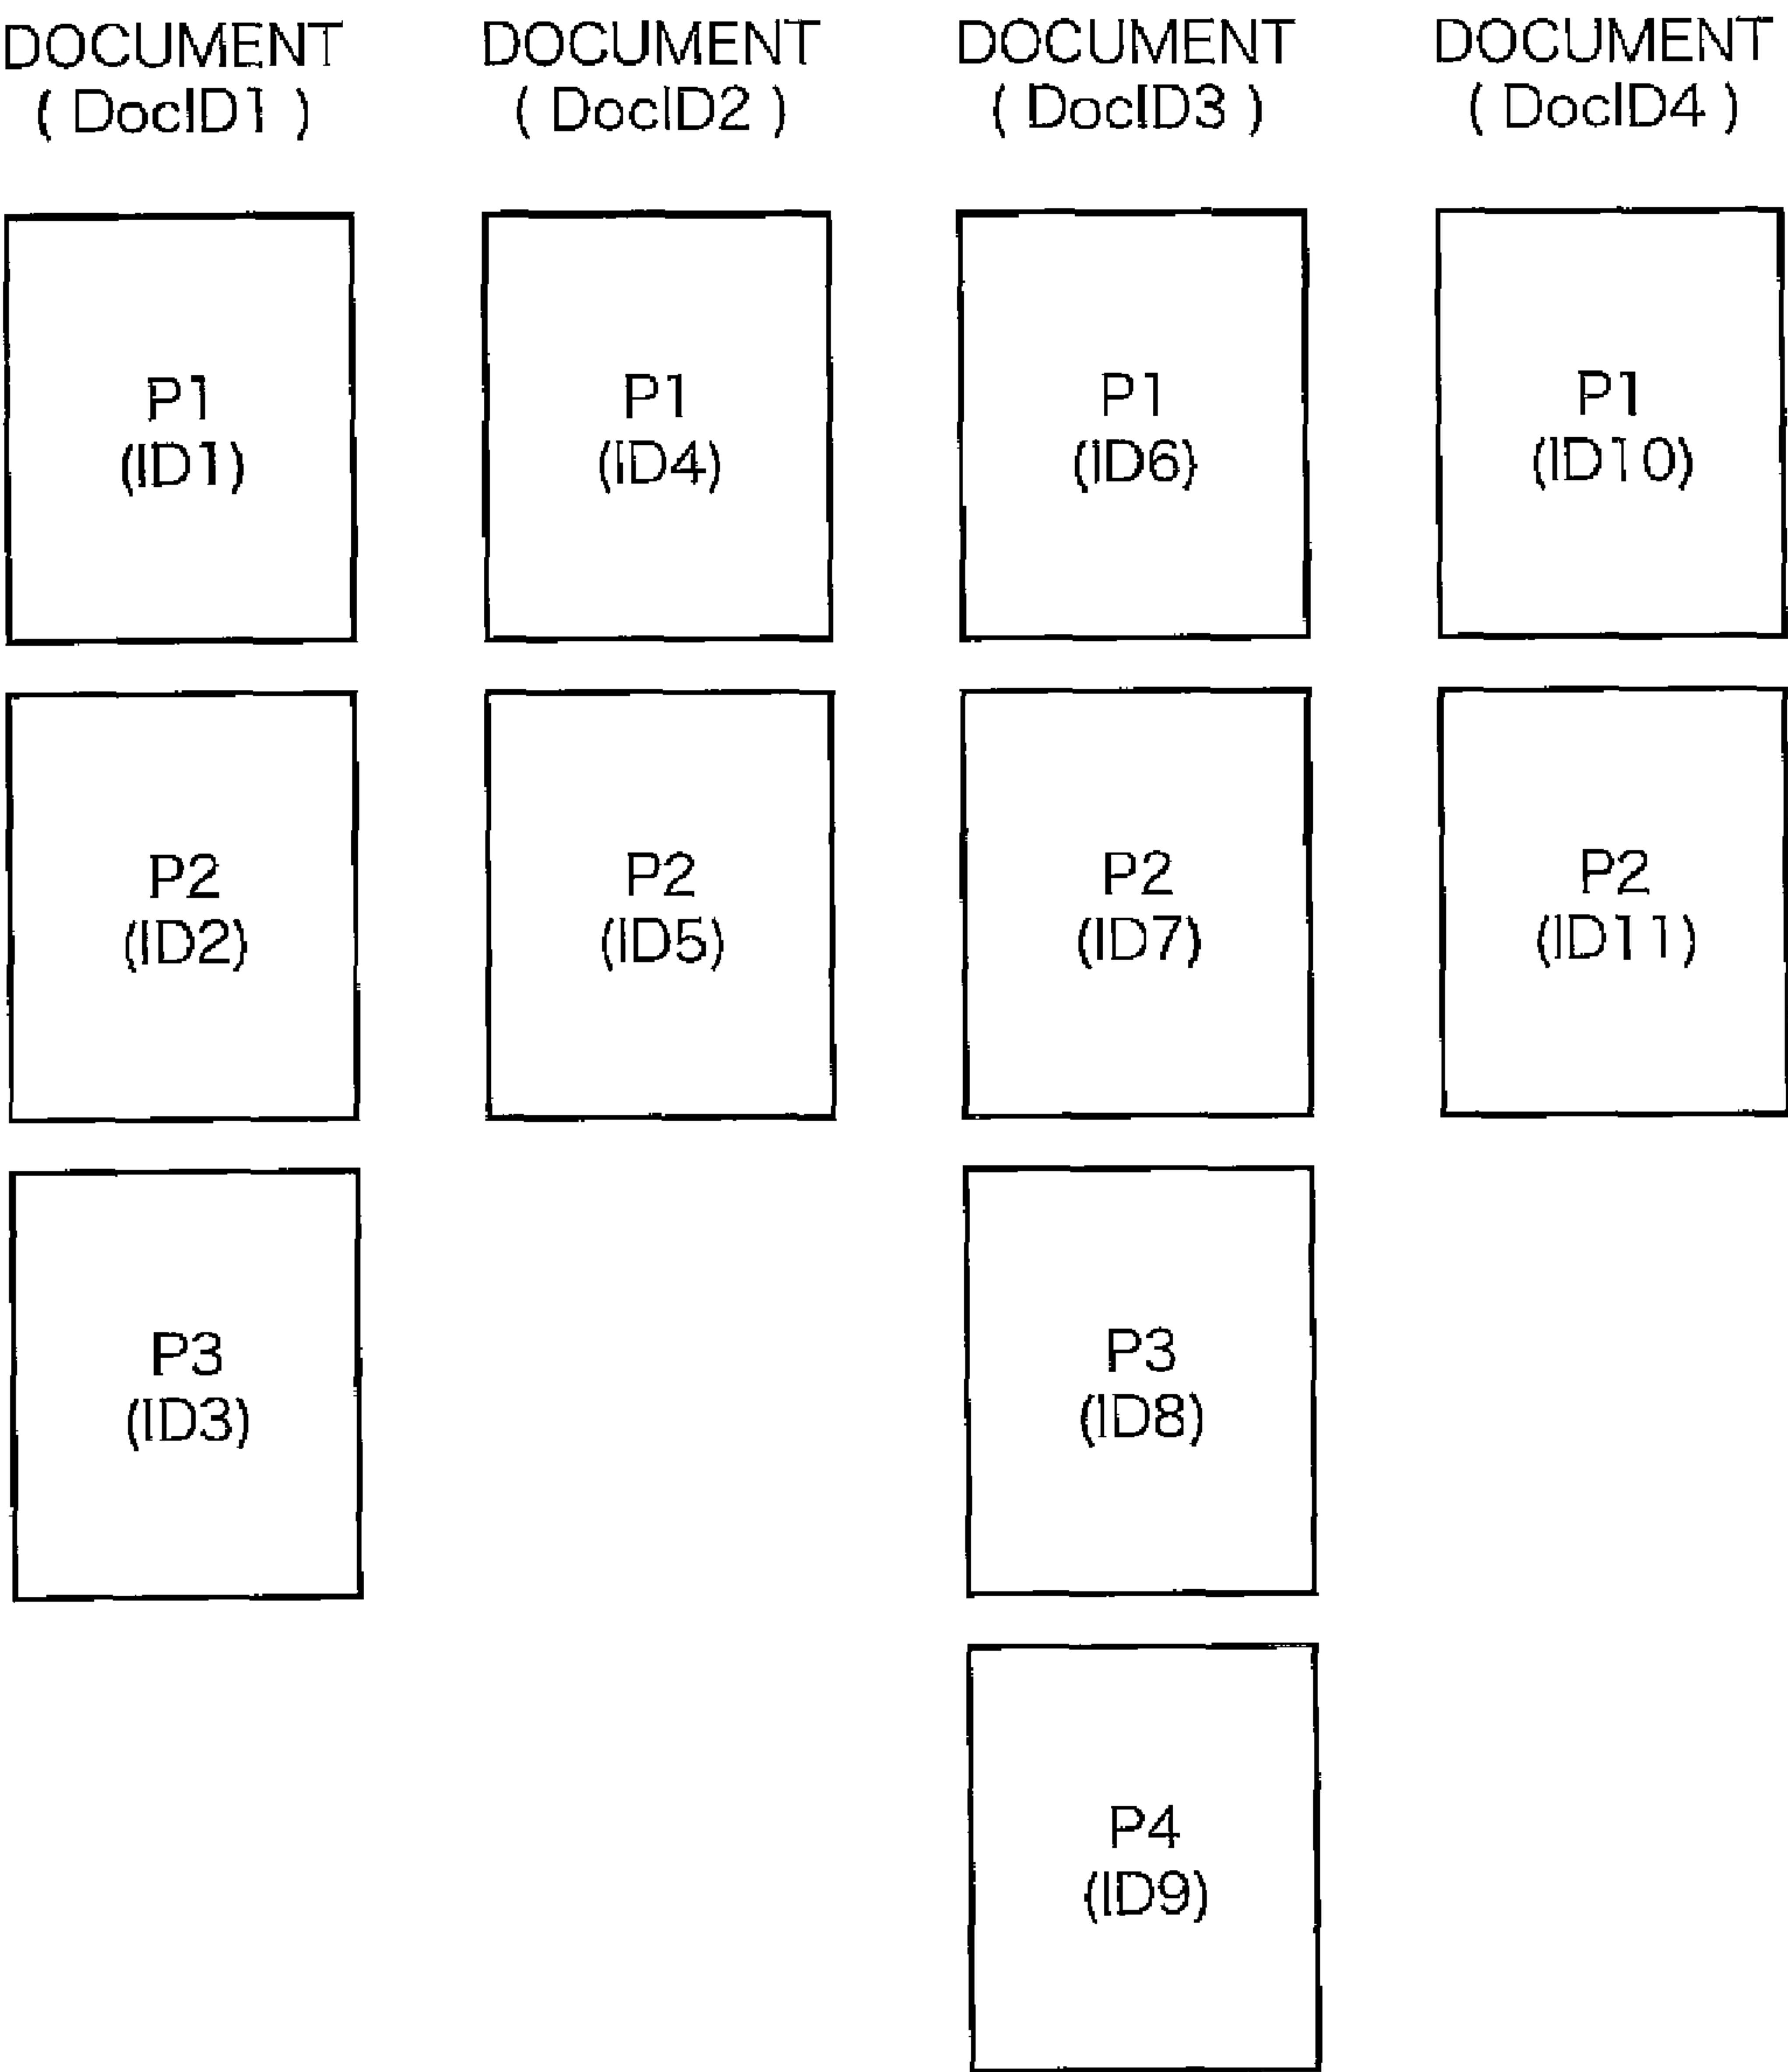 DOCUMENT
( DocID1 )
P1
(ID1)
P2
(ID2)
P3
(ID3)
DOCUMENT
( DocID2 )
P1
(ID4)
P2
(ID5)
DOCUMENT
( DocID3 )
P1
(ID6)
P2
(ID7)
P3
(ID8)
P4
(ID9)
DOCUMENT
( DocID4 )
P1
(ID10)
P2
(ID11)